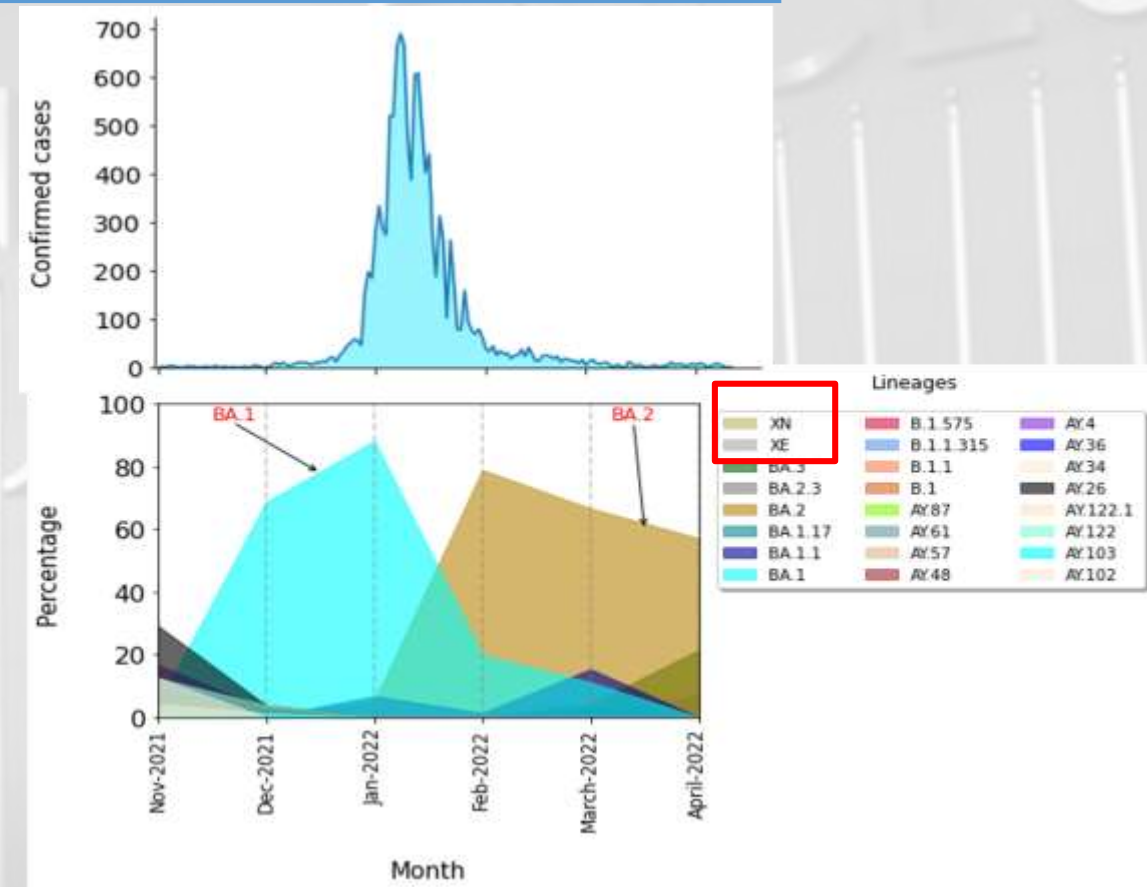 700
600
500
400
300
200
100
0
Confirmed cases
100
80
60
40
20
0
Percentage
BA.1
BA.2
Nov-2021
Dec-2021
Jan-2022
Feb-2022
March-2022
April-2022
Month
Lineages
XN
XE
BA.3
BA.2.3
BA.2
BA.1.17
BA.1.1
BA.1
B.1.575
B.1.1.315
B.1.1
B.1
AY.87
AY.61
AY.57
AY.48
AY.4
AY.36
AY.34
AY.26
AY.122.1
AY.122
AY.103
AY.102